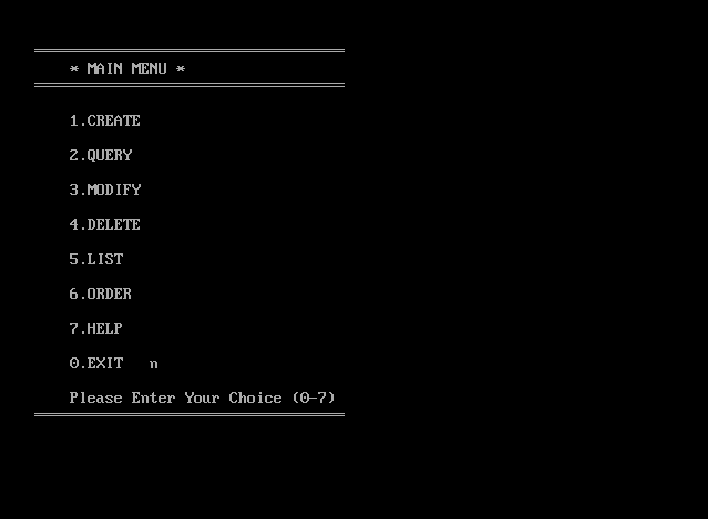 * MAIN MENU *
1.CREATE
2.QUERY
3.MODIFY
4.DELETE
5.LIST
6.ORDER
7.HELP
0.EXIT   n
Please Enter Your Choice (0-7)